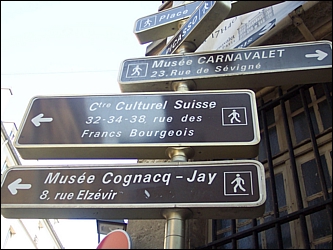 Place
PICASSO
Musée CARNAVALET
23. Rue de Sévigné
Ctre Culturel Suisse
32-34-38, rue des
Francs Bourgeois
Musée Cognacq - Jay
8, rue Elzévir